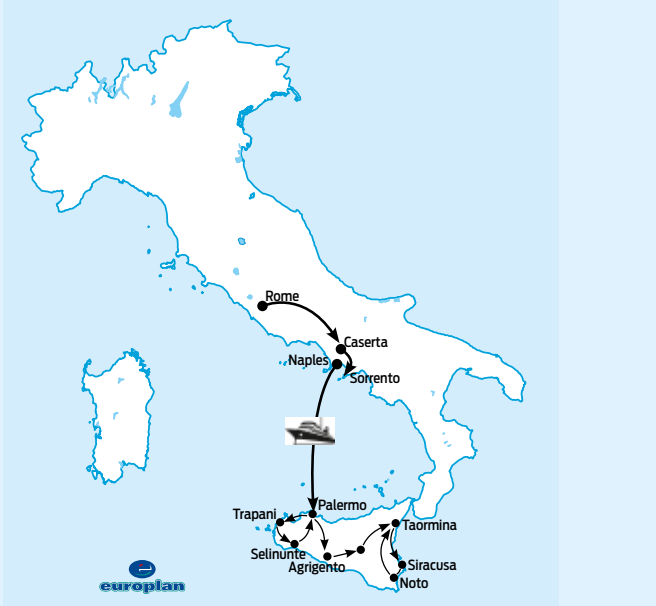 Rome
Caserta
Naples
Sorrento
Palermo
Trapani
Taormina
Selinunte
Agrigento
Siracusa
Noto
europlan